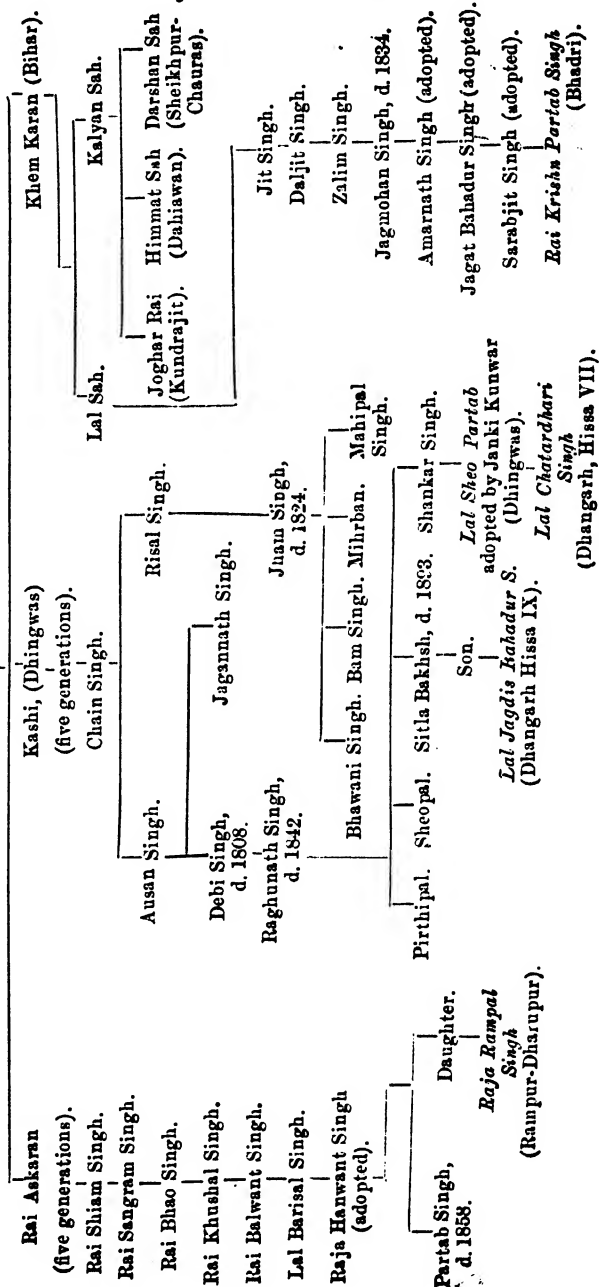 Rai Askaran
(five generations).
Rai Shiam Singh.
Rai Sangram Singh.
Rai Bhao Singh.
Rai Khushal Singh.
Rai Balwant Singh.
Lal Barisal Singh.
Raja Hanwant Singh
(adopted).
Partab Singh,
d. 1858.
Daughter.
Raja Rampal
Singh
(Rampur-Dharupur).
Kashi, (Dhingwas)
(five generations).
Chain Singh.
Ausan Singh.
Risal Singh.
Debi Singh,
d. 1808.
Jagannath Singh.
Raghunath Singh,
d. 1842.
Jham Singh,
d. 1824.
Bhawani Singh.
Bam Singh.
Mihrban.
Mahipal
Singh.
Pirthipal.
Sheopal.
Sitla Bakhsh, d. 1893.
Shankar Singh.
Son.
Lal Jagdis Bahadur S.
(Dhangarh Hissa IX).
Lal Sheo Partab
adopted by Janki Kunwar
(Dhingwas).
Lal Chatardhari
Singh
(Dhangarh, Hissa VII).
Khem Karan (Bihar).
Lal Sah.
Kalyan Sah.
Joghar Rai
(Kundrajit).
Himmat Sah
(Dahiawan).
Darshan Sah
(Sheikhpur-
Chauras).
Jit Singh.
Daljit Singh.
Zalim Singh.
Jagmohan Singh, d. 1834.
Amarnath Singh (adopted).
Jagat Bahadur Singh (adopted).
Sarabjit Singh (adopted).
Rai Krishn Partab Singh
(Bhadri).